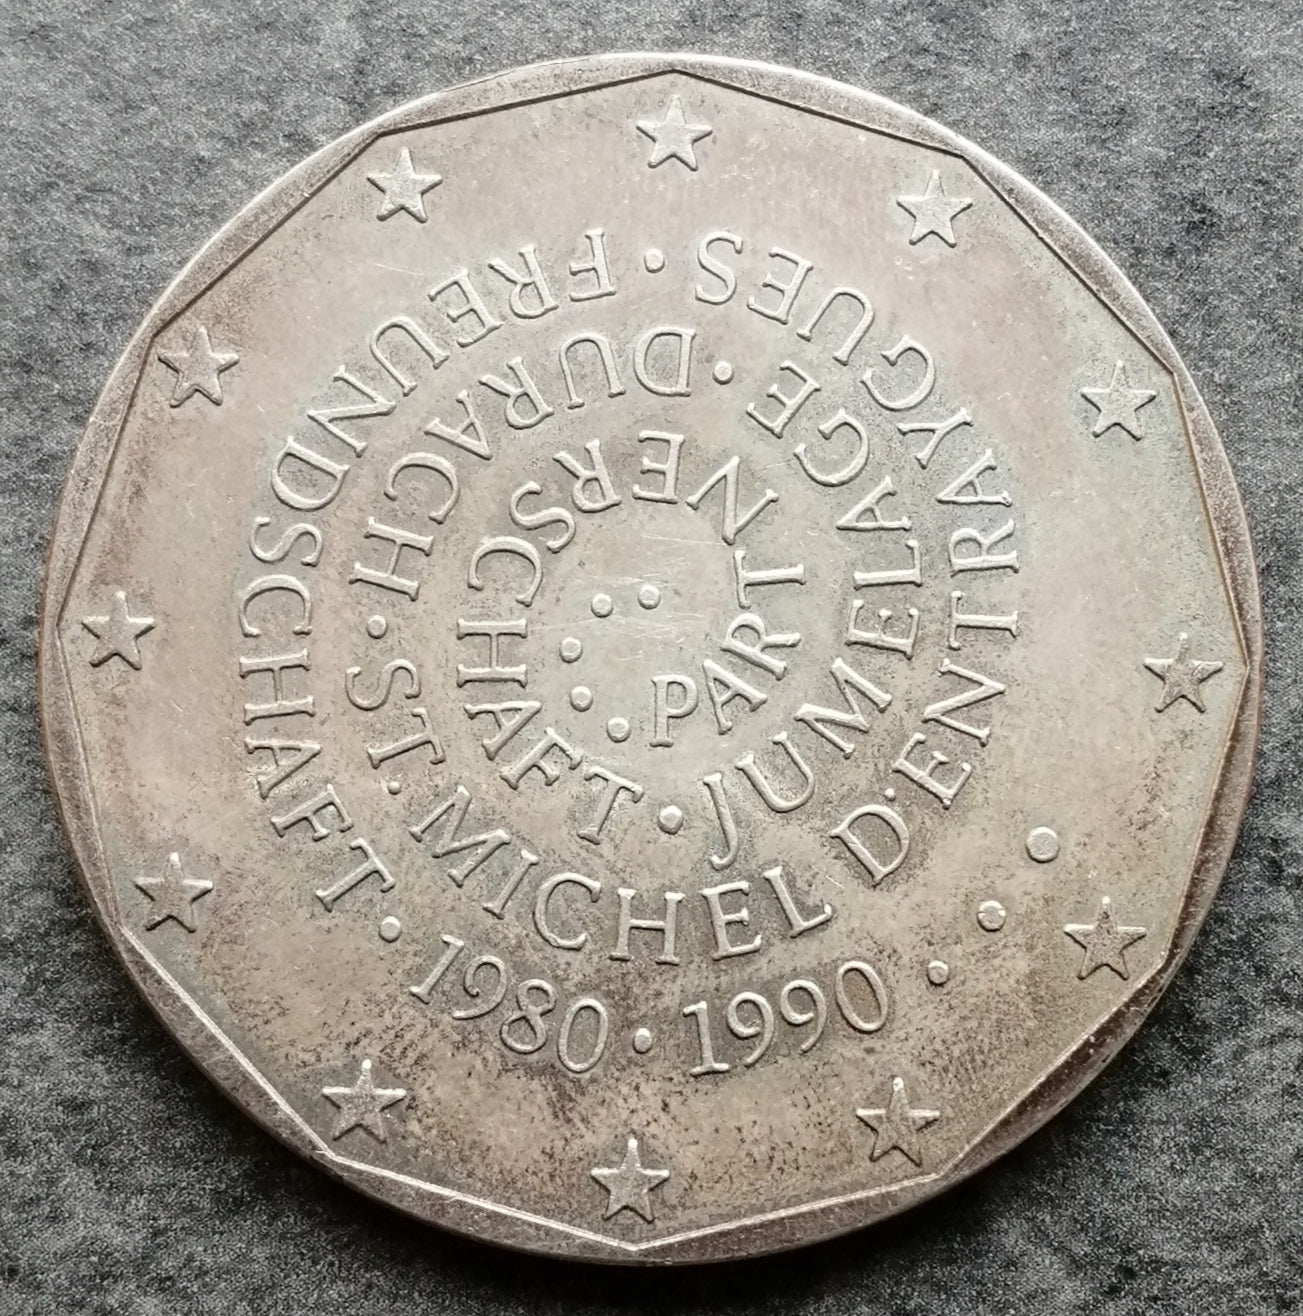 PARTNERSCHAFT · JUMELAGE · DURACH · ST. MICHEL D'ENTRAYGUES · FREUNDSCHAFT · 1980 · 1990